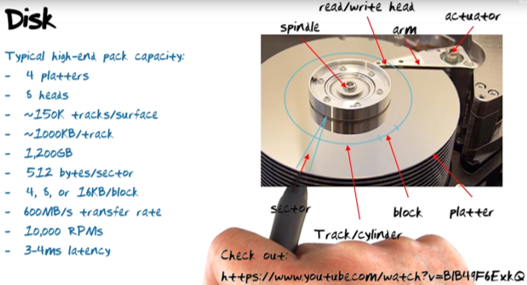 Disk
Typical high-end pack capacity:
- 4 platters
- 8 heads
- ~150K tracks/surface
- ~1000KB/track
- 1,200GB
- 512 bytes/sector
- 4, 8, or 16KB/block
- 600MB/s transfer rate
- 10,000 RPMs
- 3-4ms latency
read/write head
actuator
spindle
arm
sector
block
platter
Track/cylinder
Check out:
https://www.youtube.com/watch?v=BlB49F6ExkQ